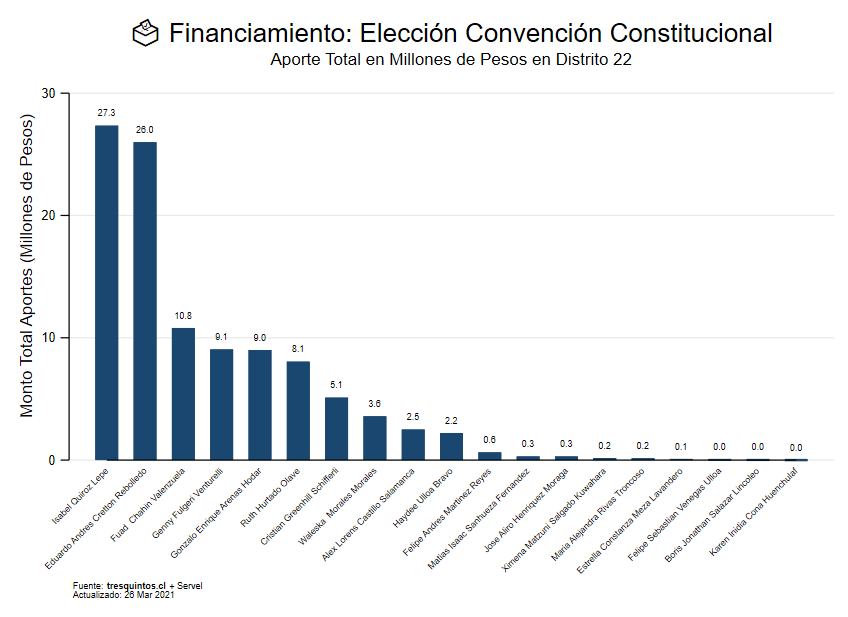 Financiamiento: Elección Convención Constitucional
Aporte Total en Millones de Pesos en Distrito 22
Monto Total Aportes (Millones de Pesos)
30
20
10
0
27.3
26.0
10.8
9.1
9.0
8.1
5.1
3.6
2.5
2.2
0.6
0.3
0.3
0.2
0.2
0.1
0.0
0.0
0.0
Isabel Quiroz Lepe
Eduardo Andres Cretton Rebolledo
Fuad Chahin Valenzuela
Genny Fulgeri Venturelli
Gonzalo Enrique Arenas Hodar
Ruth Hurtado Olave
Cristian Greenhill Schifferli
Waleska Morales Morales
Alex Lorens Castillo Salamanca
Haydee Ulloa Bravo
Felipe Andres Martinez Reyes
Matias Isaac Sanhueza Fernandez
Jose Aliro Henriquez Moraga
Ximena Matzuni Salgado Kuwahara
Maria Alejandra Rivas Troncoso
Estrella Constanza Meza Lavandero
Felipe Sebastian Venegas Ulloa
Boris Jonathan Salazar Lincoleo
Karen Inidia Cona Huenchulaf
Fuente: tresquintos.cl + Servel
Actualizado: 26 Mar 2021